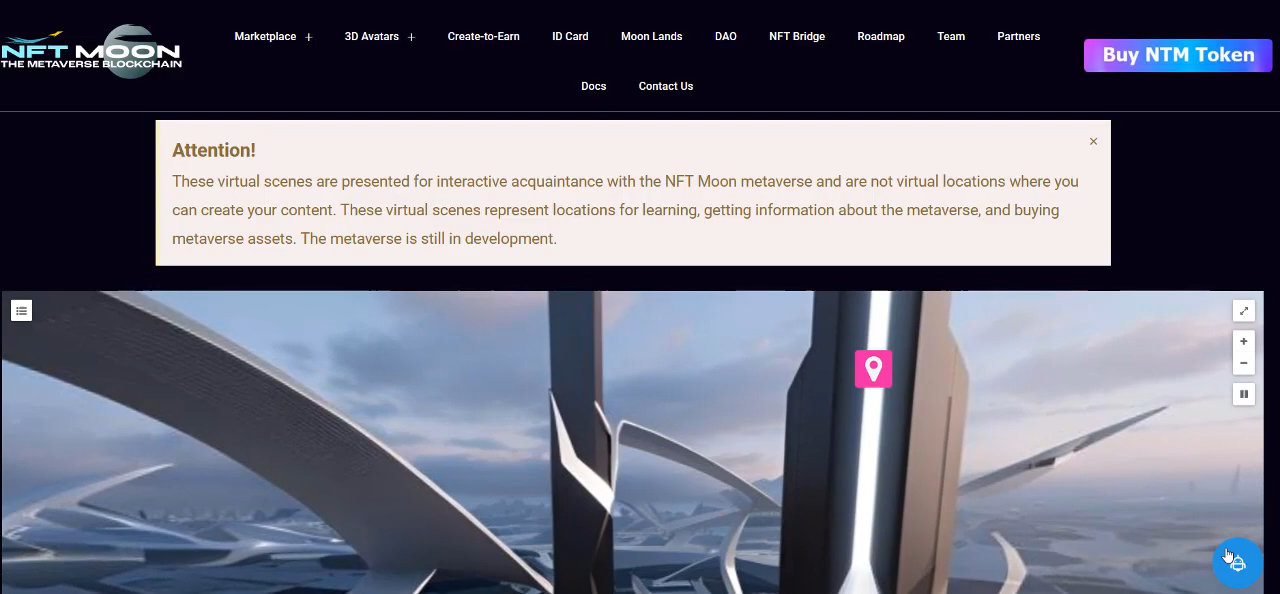 NFT MOON
THE METAVERSE BLOCKCHAIN
Marketplace +
3D Avatars +
Create-to-Earn
ID Card
Moon Lands
DAO
NFT Bridge
Roadmap
Team
Partners
Docs
Contact Us
Buy NTM Token
Attention!
×
These virtual scenes are presented for interactive acquaintance with the NFT Moon metaverse and are not virtual locations where you
can create your content. These virtual scenes represent locations for learning, getting information about the metaverse, and buying
metaverse assets. The metaverse is still in development.
+
−